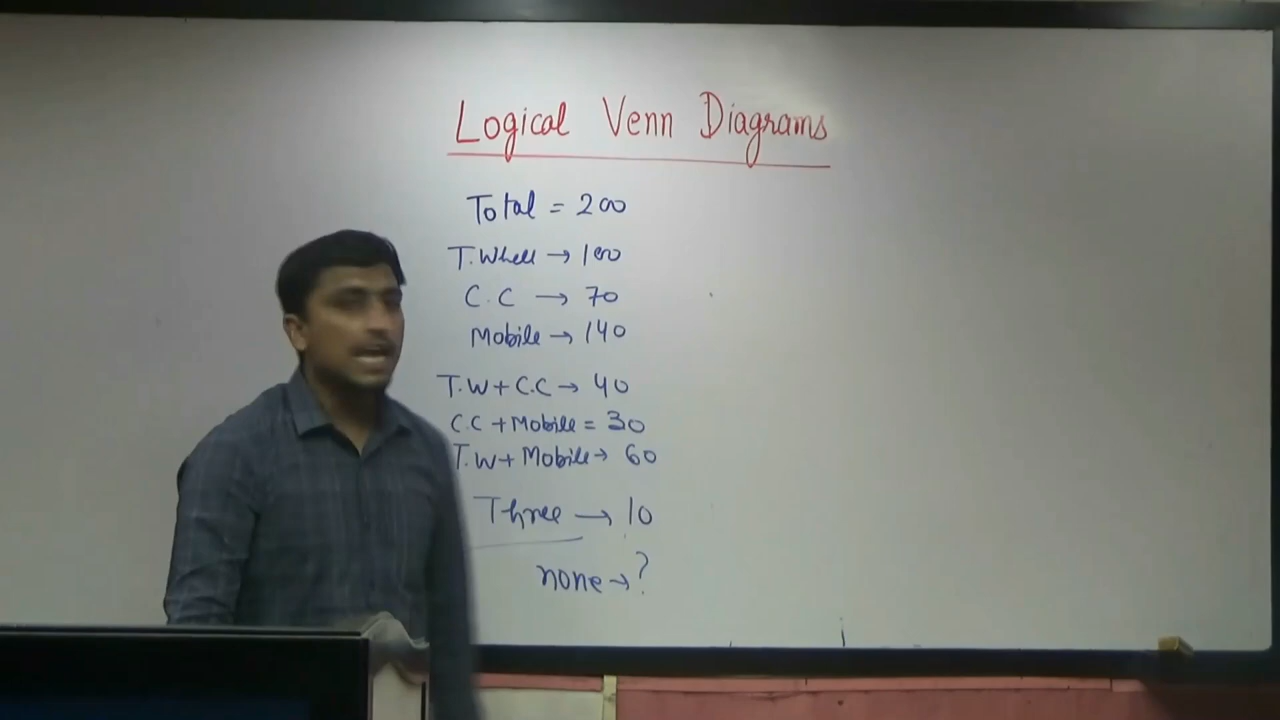 Logical Venn Diagrams
Total = 200
T.Wheel → 100
C.C → 70
Mobile → 140
T.W + C.C → 40
C.C + Mobile = 30
T.W + Mobile → 60
Three → 10
none → ?